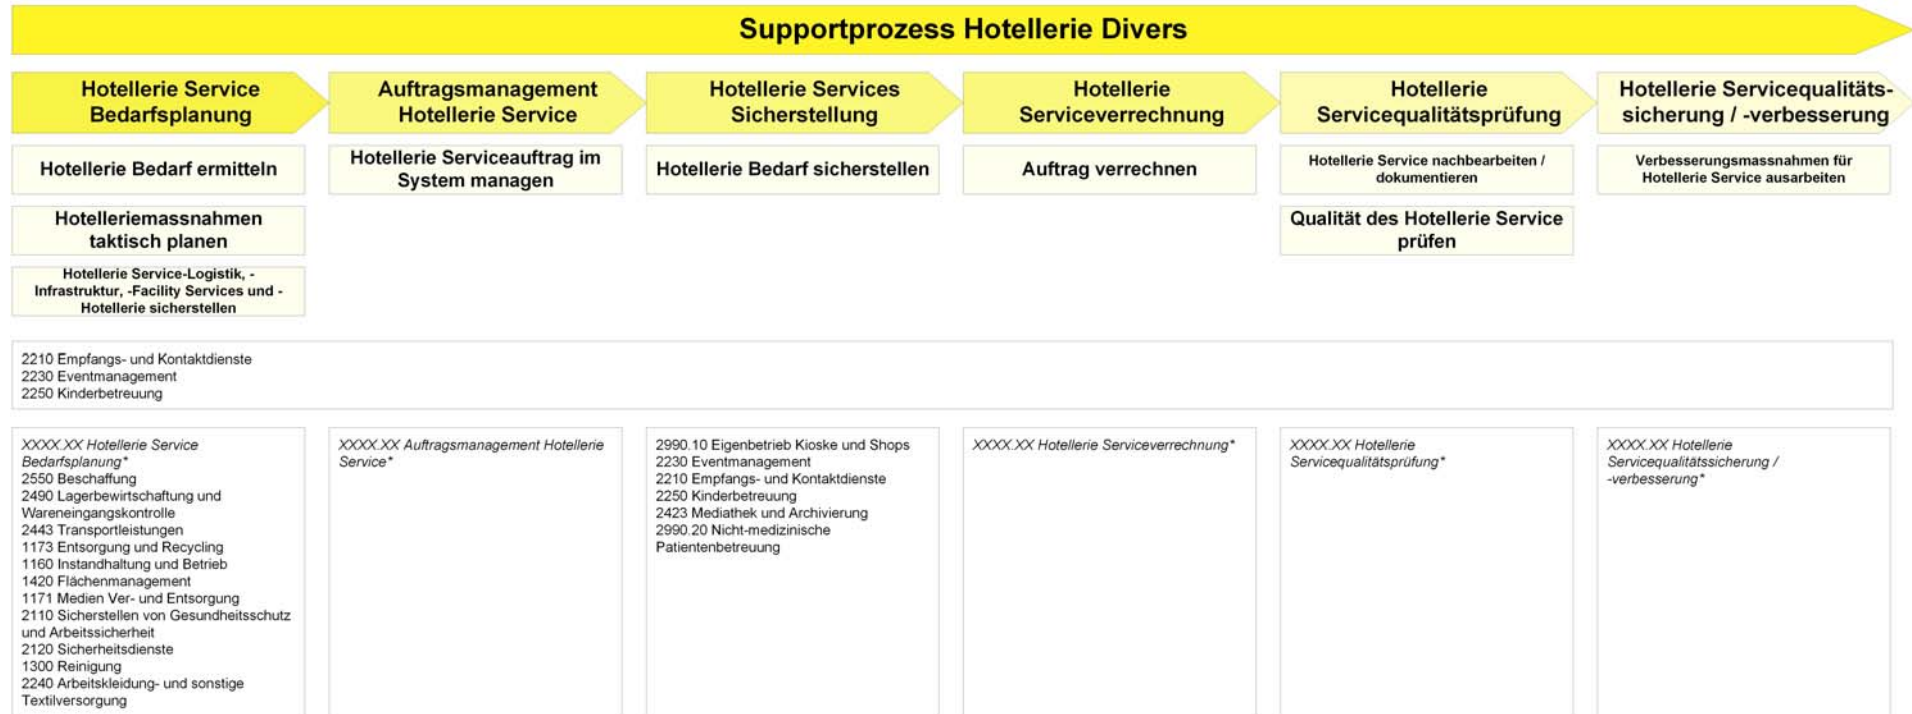 Supportprozess Hotellerie Divers
Hotellerie Service
Bedarfsplanung
Auftragsmanagement
Hotellerie Service
Hotellerie Services
Sicherstellung
Hotellerie
Serviceverrechnung
Hotellerie
Servicequalitätsprüfung
Hotellerie Servicequalitäts-
sicherung / -verbesserung
Hotellerie Bedarf ermitteln
Hotellerie Serviceauftrag im
System managen
Hotellerie Bedarf sicherstellen
Auftrag verrechnen
Hotellerie Service nachbearbeiten /
dokumentieren
Verbesserungsmassnahmen für
Hotellerie Service ausarbeiten
Hotelleriemassnahmen
taktisch planen
Qualität des Hotellerie Service
prüfen
Hotellerie Service-Logistik, -
Infrastruktur, -Facility Services und -
Hotellerie sicherstellen
2210 Empfangs- und Kontaktdienste
2230 Eventmanagement
2250 Kinderbetreuung
XXXX.XX Hotellerie Service
Bedarfsplanung*
2550 Beschaffung
2490 Lagerbewirtschaftung und
Wareneingangskontrolle
2443 Transportleistungen
1173 Entsorgung und Recycling
1160 Instandhaltung und Betrieb
1420 Flächenmanagement
1171 Medien Ver- und Entsorgung
2110 Sicherstellen von Gesundheitsschutz
und Arbeitssicherheit
2120 Sicherheitsdienste
1300 Reinigung
2240 Arbeitskleidung- und sonstige
Textilversorgung
XXXX.XX Auftragsmanagement Hotellerie
Service*
2990.10 Eigenbetrieb Kioske und Shops
2230 Eventmanagement
2210 Empfangs- und Kontaktdienste
2250 Kinderbetreuung
2423 Mediathek und Archivierung
2990.20 Nicht-medizinische
Patientenbetreuung
XXXX.XX Hotellerie Serviceverrechnung*
XXXX.XX Hotellerie
Servicequalitätsprüfung*
XXXX.XX Hotellerie
Servicequalitätssicherung /
-verbesserung*